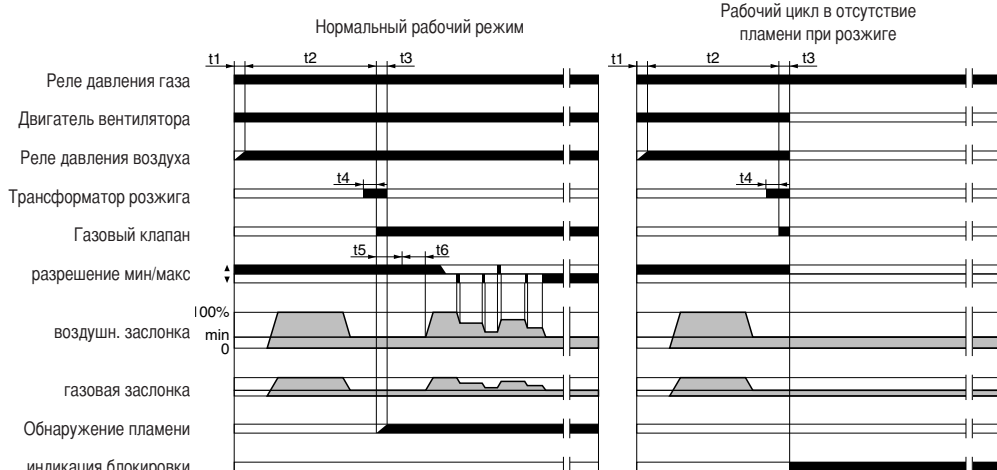 Нормальный рабочий режим
Рабочий цикл в отсутствие
пламени при розжиге
t1 t2 t3 t1 t2 t3
Реле давления газа
Двигатель вентилятора
Реле давления воздуха
t4 t4
Трансформатор розжига
Газовый клапан
t5 t6
разрешение мин/макс
100%
воздушн. заслонка
min
0
газовая заслонка
Обнаружение пламени
индикация блокировки